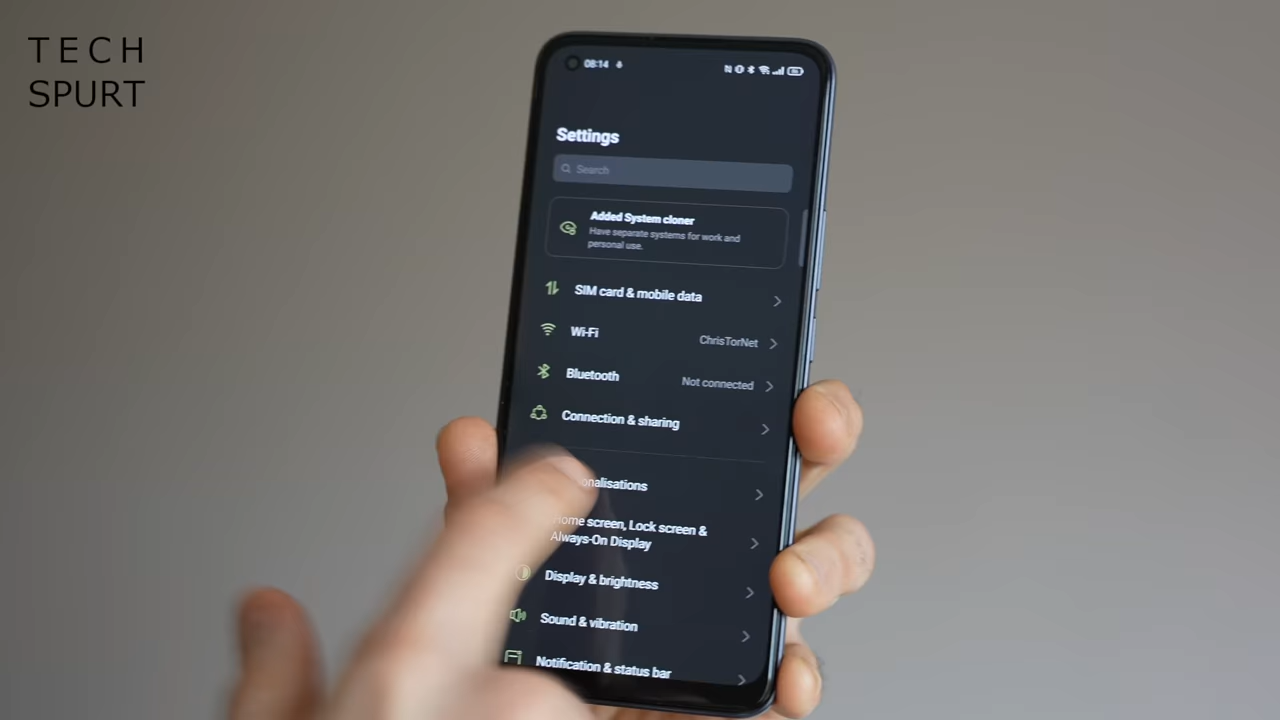 TECH
SPURT
08:14
Settings
Search
Added System cloner
Have separate systems for work and
personal use.
SIM card & mobile data
Wi-Fi
ChrisTorNet
Bluetooth
Not connected
Connection & sharing
screen, Lock screen &
Always-On Display
Display & brightness
Sound & vibration
Notification & status bar